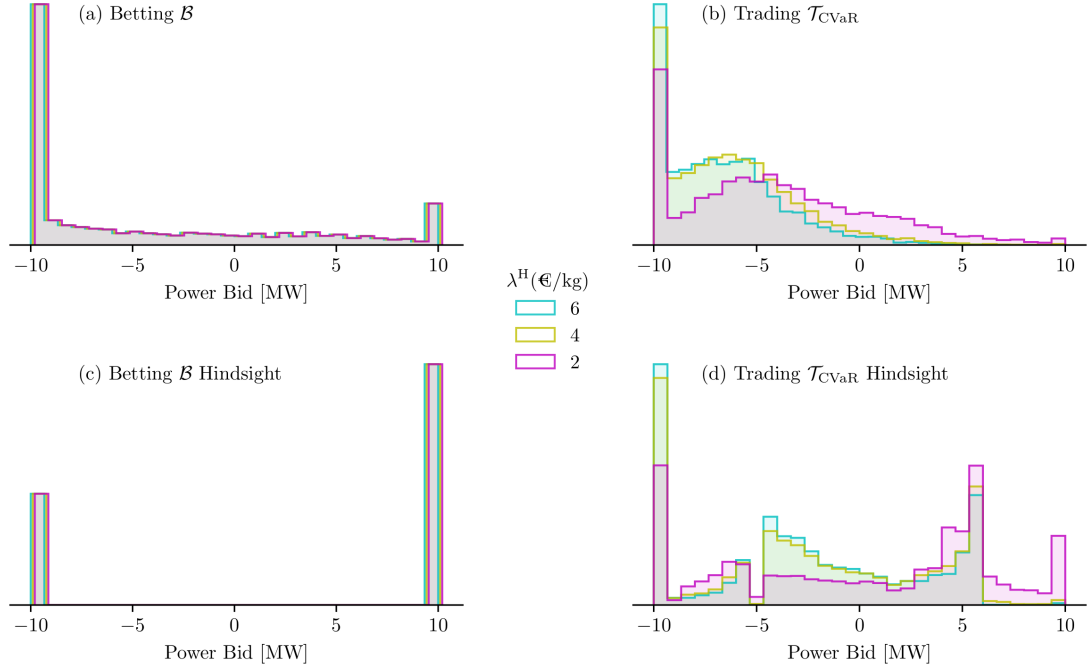 (a) Betting ℬ
(b) Trading 𝒯CVaR
−10 −5 0 5 10
Power Bid [MW]
−10 −5 0 5 10
Power Bid [MW]
λᴴ(€/kg)
6
4
2
(c) Betting ℬ Hindsight
(d) Trading 𝒯CVaR Hindsight
−10 −5 0 5 10
Power Bid [MW]
−10 −5 0 5 10
Power Bid [MW]